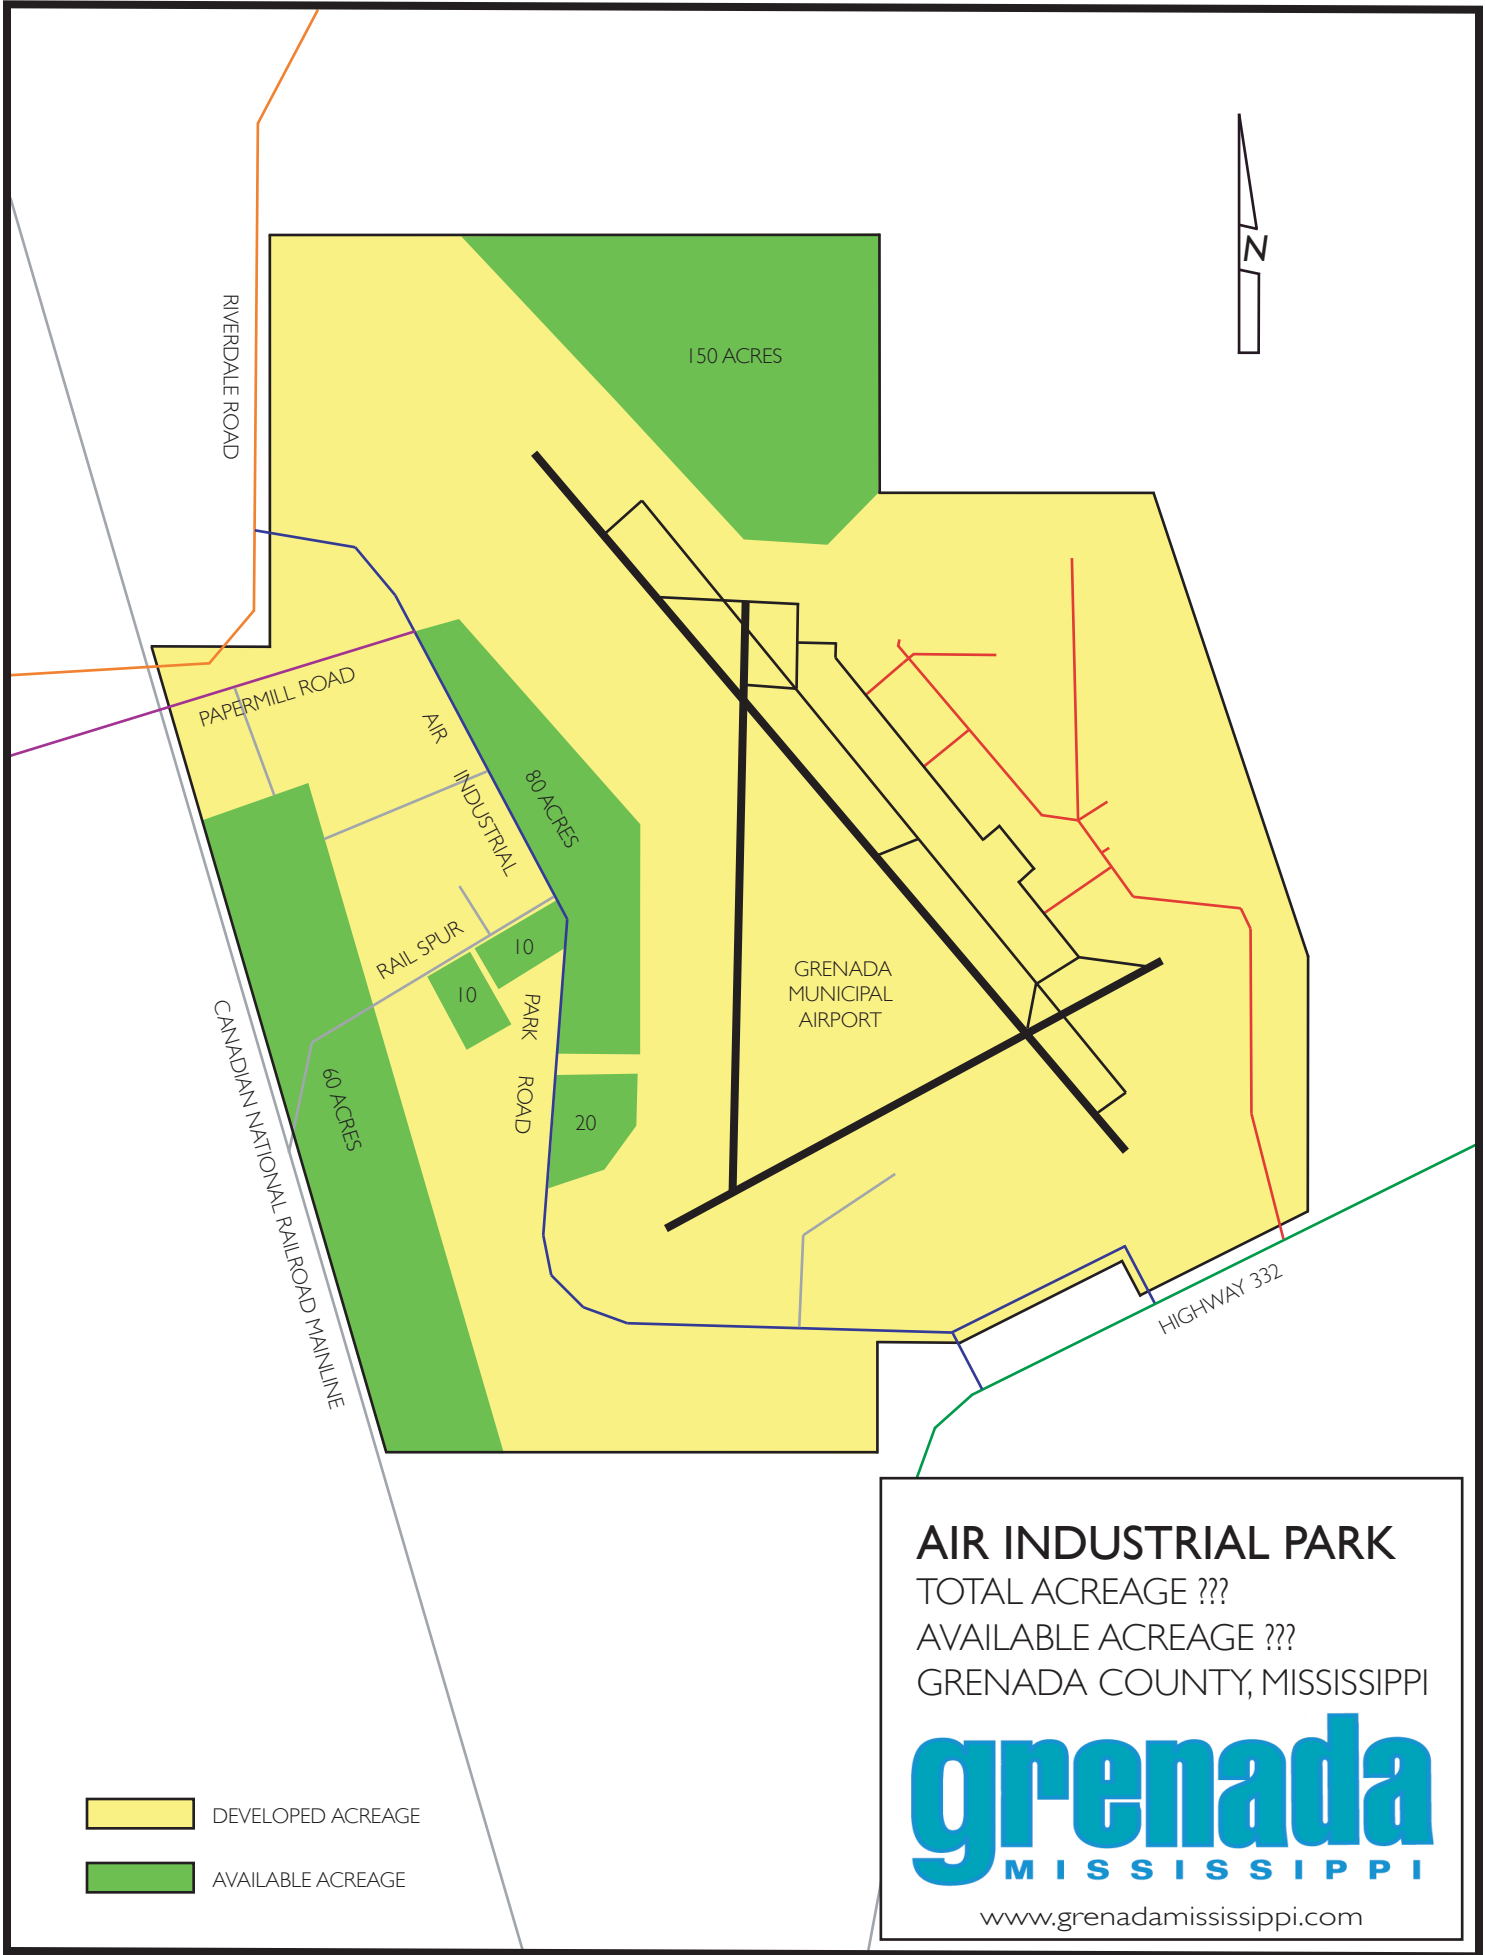 N
RIVERDALE ROAD
150 ACRES
PAPERMILL ROAD
AIR
INDUSTRIAL
PARK
ROAD
80 ACRES
RAIL SPUR
10
10
20
60 ACRES
GRENADA
MUNICIPAL
AIRPORT
CANADIAN NATIONAL RAILROAD MAINLINE
HIGHWAY 332
AIR INDUSTRIAL PARK
TOTAL ACREAGE ???
AVAILABLE ACREAGE ???
GRENADA COUNTY, MISSISSIPPI
grenada
MISSISSIPPI
www.grenadamississippi.com
DEVELOPED ACREAGE
AVAILABLE ACREAGE